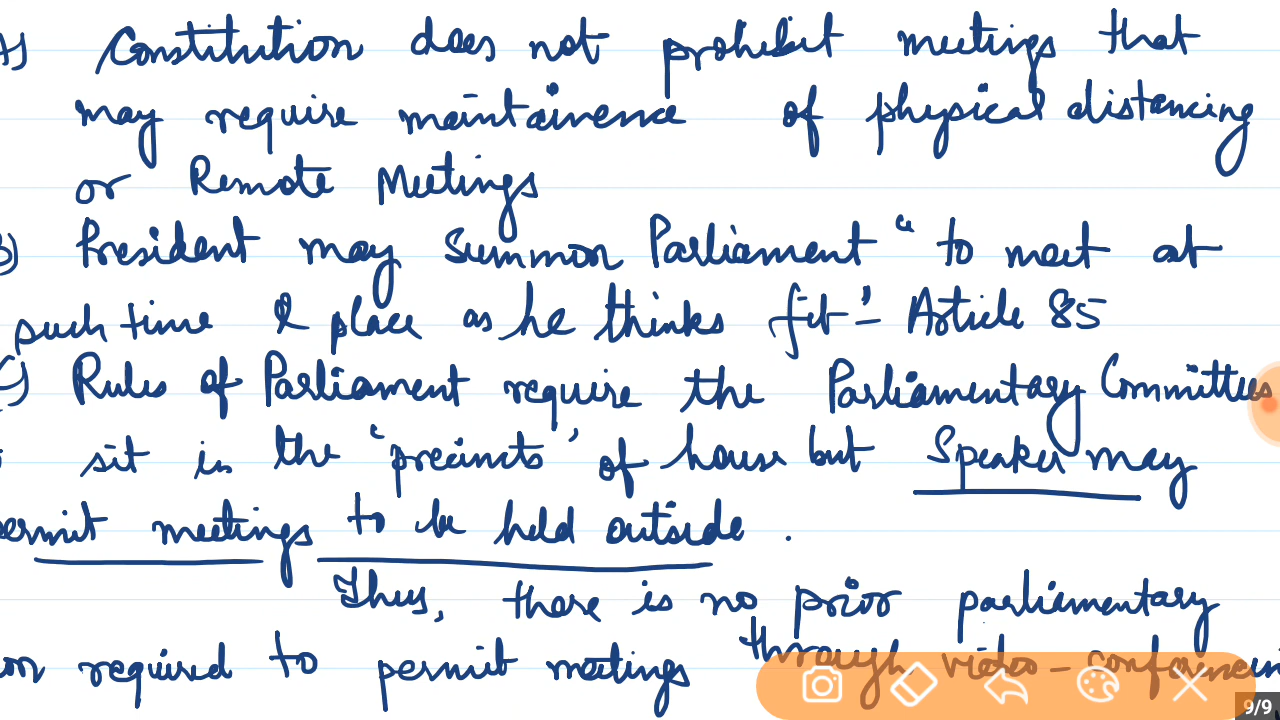 A) Constitution does not prohibit meetings that
may require maintainence of physical distancing
or Remote Meetings
B) President may summon Parliament "to meet at
such time & place as he thinks fit" - Article 85
C) Rules of Parliament require the Parliamentary Committees
sit in the 'precincts' of house but Speaker may
permit meetings to be held outside.
Thus, there is no prior parliamentary
required to permit meetings through video-conferencin
9/9